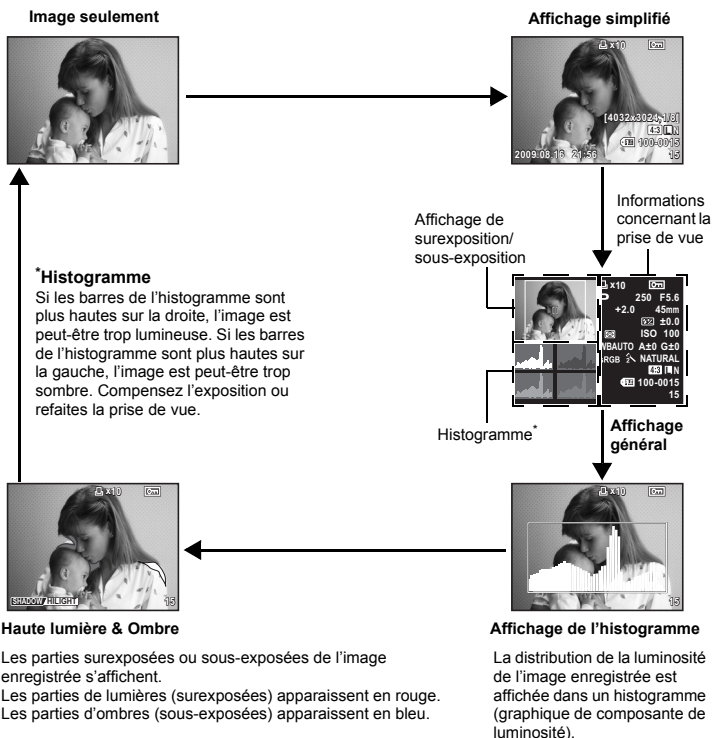 Image seulement
Affichage simplifié
x10
[4032x3024,1/8]
4:3 L N
100-0015
2009.08.16 21:56
15
Affichage de
surexposition/
sous-exposition
Informations
concernant la
prise de vue
*Histogramme
Si les barres de l’histogramme sont
plus hautes sur la droite, l’image est
peut-être trop lumineuse. Si les barres
de l’histogramme sont plus hautes sur
la gauche, l’image est peut-être trop
sombre. Compensez l’exposition ou
refaites la prise de vue.
x10
P 250 F5.6
+2.0 45mm
±0.0
ISO 100
WBAUTO A±0 G±0
sRGB NATURAL
4:3 L N
100-0015
15
Histogramme*
Affichage
général
x10
SHADOW HILIGHT
15
x10
15
Haute lumière & Ombre
Les parties surexposées ou sous-exposées de l’image
enregistrée s’affichent.
Les parties de lumières (surexposées) apparaissent en rouge.
Les parties d’ombres (sous-exposées) apparaissent en bleu.
Affichage de l’histogramme
La distribution de la luminosité
de l’image enregistrée est
affichée dans un histogramme
(graphique de composante de
luminosité).